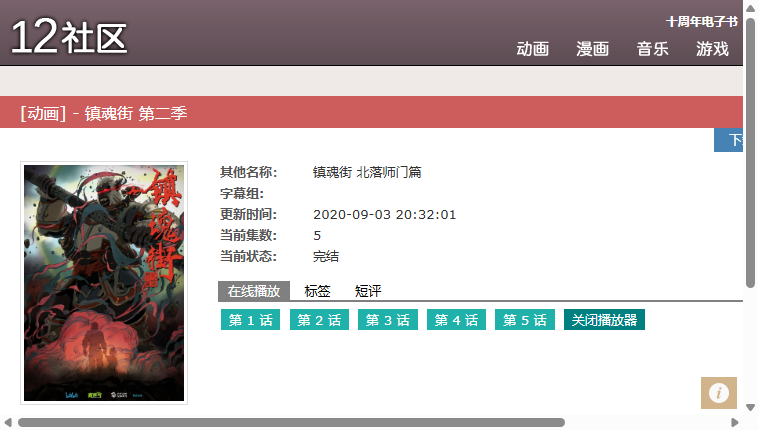 12社区
十周年电子书
动画 漫画 音乐 游戏
[动画] - 镇魂街 第二季
镇魂街
其他名称: 镇魂街 北落师门篇
字幕组:
更新时间: 2020-09-03 20:32:01
当前集数: 5
当前状态: 完结
在线播放 标签 短评
第 1 话 第 2 话 第 3 话 第 4 话 第 5 话 关闭播放器